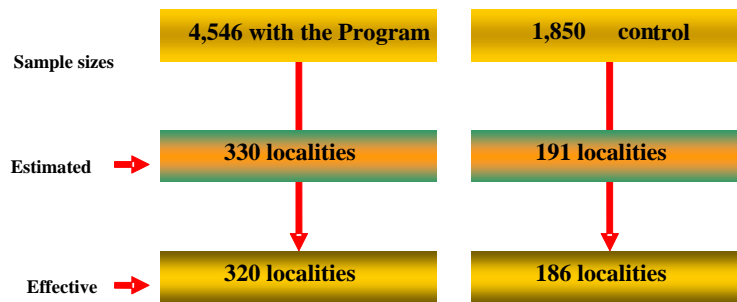 4,546 with the Program
1,850 control
Sample sizes
330 localities
191 localities
Estimated
320 localities
186 localities
Effective